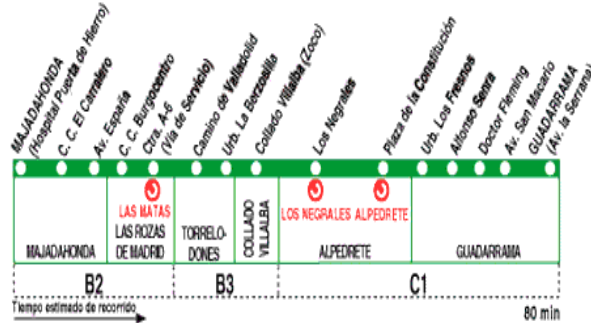 MAJADAHONDA
(Hospital Puerta de Hierro)
C. C. El Carralero
Av. España
C. C. Burgocentro
Ctra. A-6
(Vía de Servicio)
Camino de Valladolid
Urb. La Berzosilla
Collado Villalba (Zoco)
Los Negrales
Plaza de la Constitución
Urb. Los Fresnos
Alfonso Senra
Doctor Fleming
Av. San Macario
GUADARRAMA
(Av. la Serrana)
LAS MATAS
LOS NEGRALES
ALPEDRETE
MAJADAHONDA
LAS ROZAS
DE MADRID
TORRELO-
DONES
COLLADO
VILLALBA
ALPEDRETE
GUADARRAMA
B2
B3
C1
Tiempo estimado de recorrido
80 min